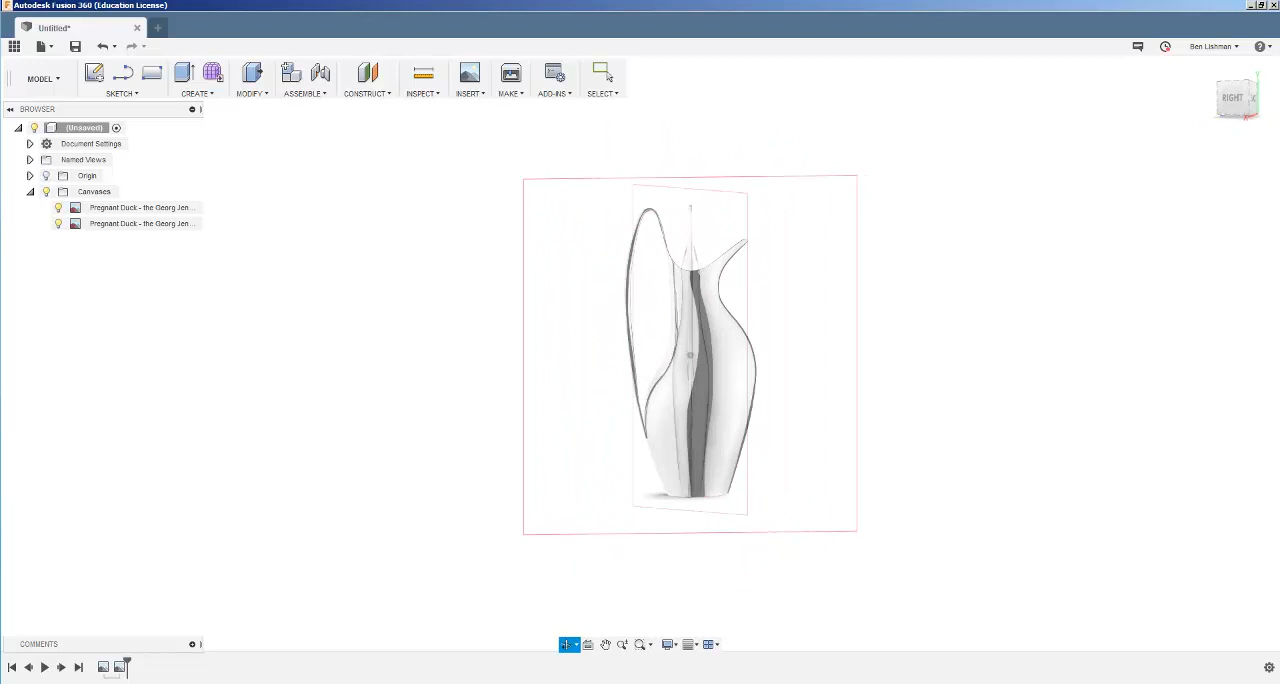 Autodesk Fusion 360 (Education License)
Untitled*
Ben Lishman
MODEL
SKETCH
CREATE
MODIFY
ASSEMBLE
CONSTRUCT
INSPECT
INSERT
MAKE
ADD-INS
SELECT
RIGHT
BROWSER
(Unsaved)
Document Settings
Named Views
Origin
Canvases
Pregnant Duck - the Georg Jen...
Pregnant Duck - the Georg Jen...
COMMENTS